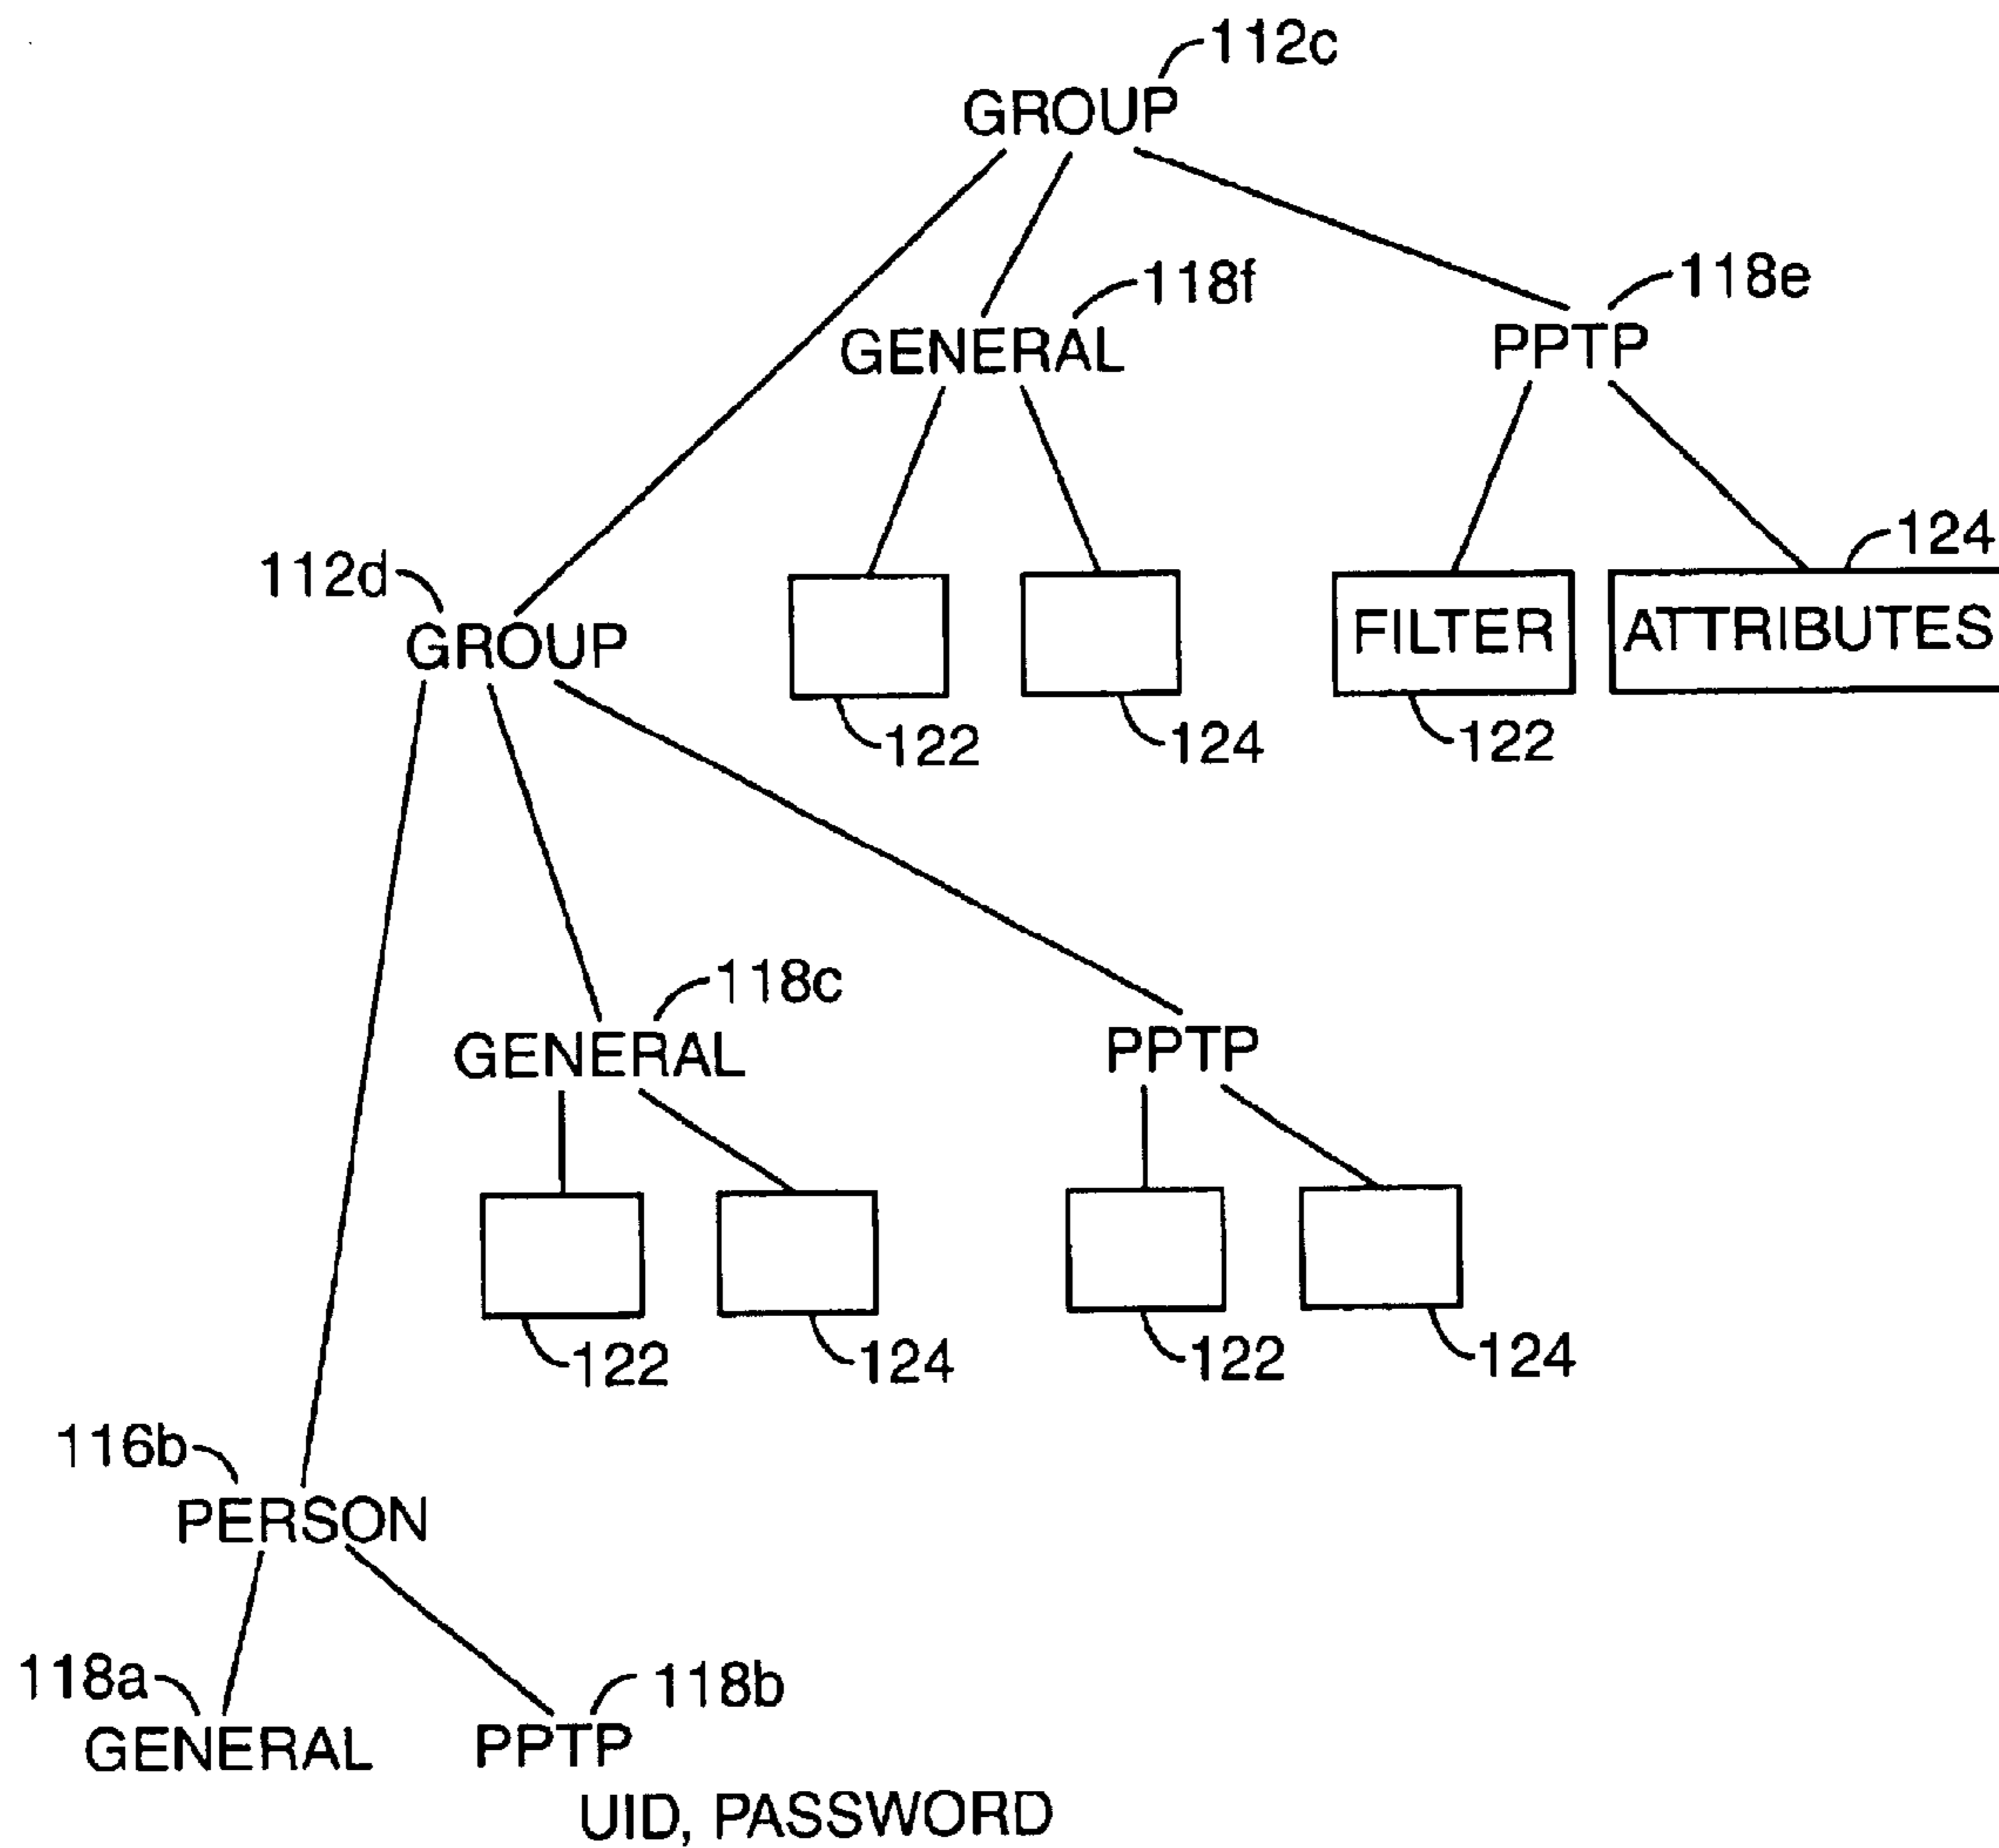 112c
GROUP
118f
118e
GENERAL
PPTP
124
112d
FILTER
ATTRIBUTES
GROUP
122
124
122
118c
GENERAL
PPTP
122
124
122
124
116b
PERSON
118a
118b
GENERAL
PPTP
UID, PASSWORD